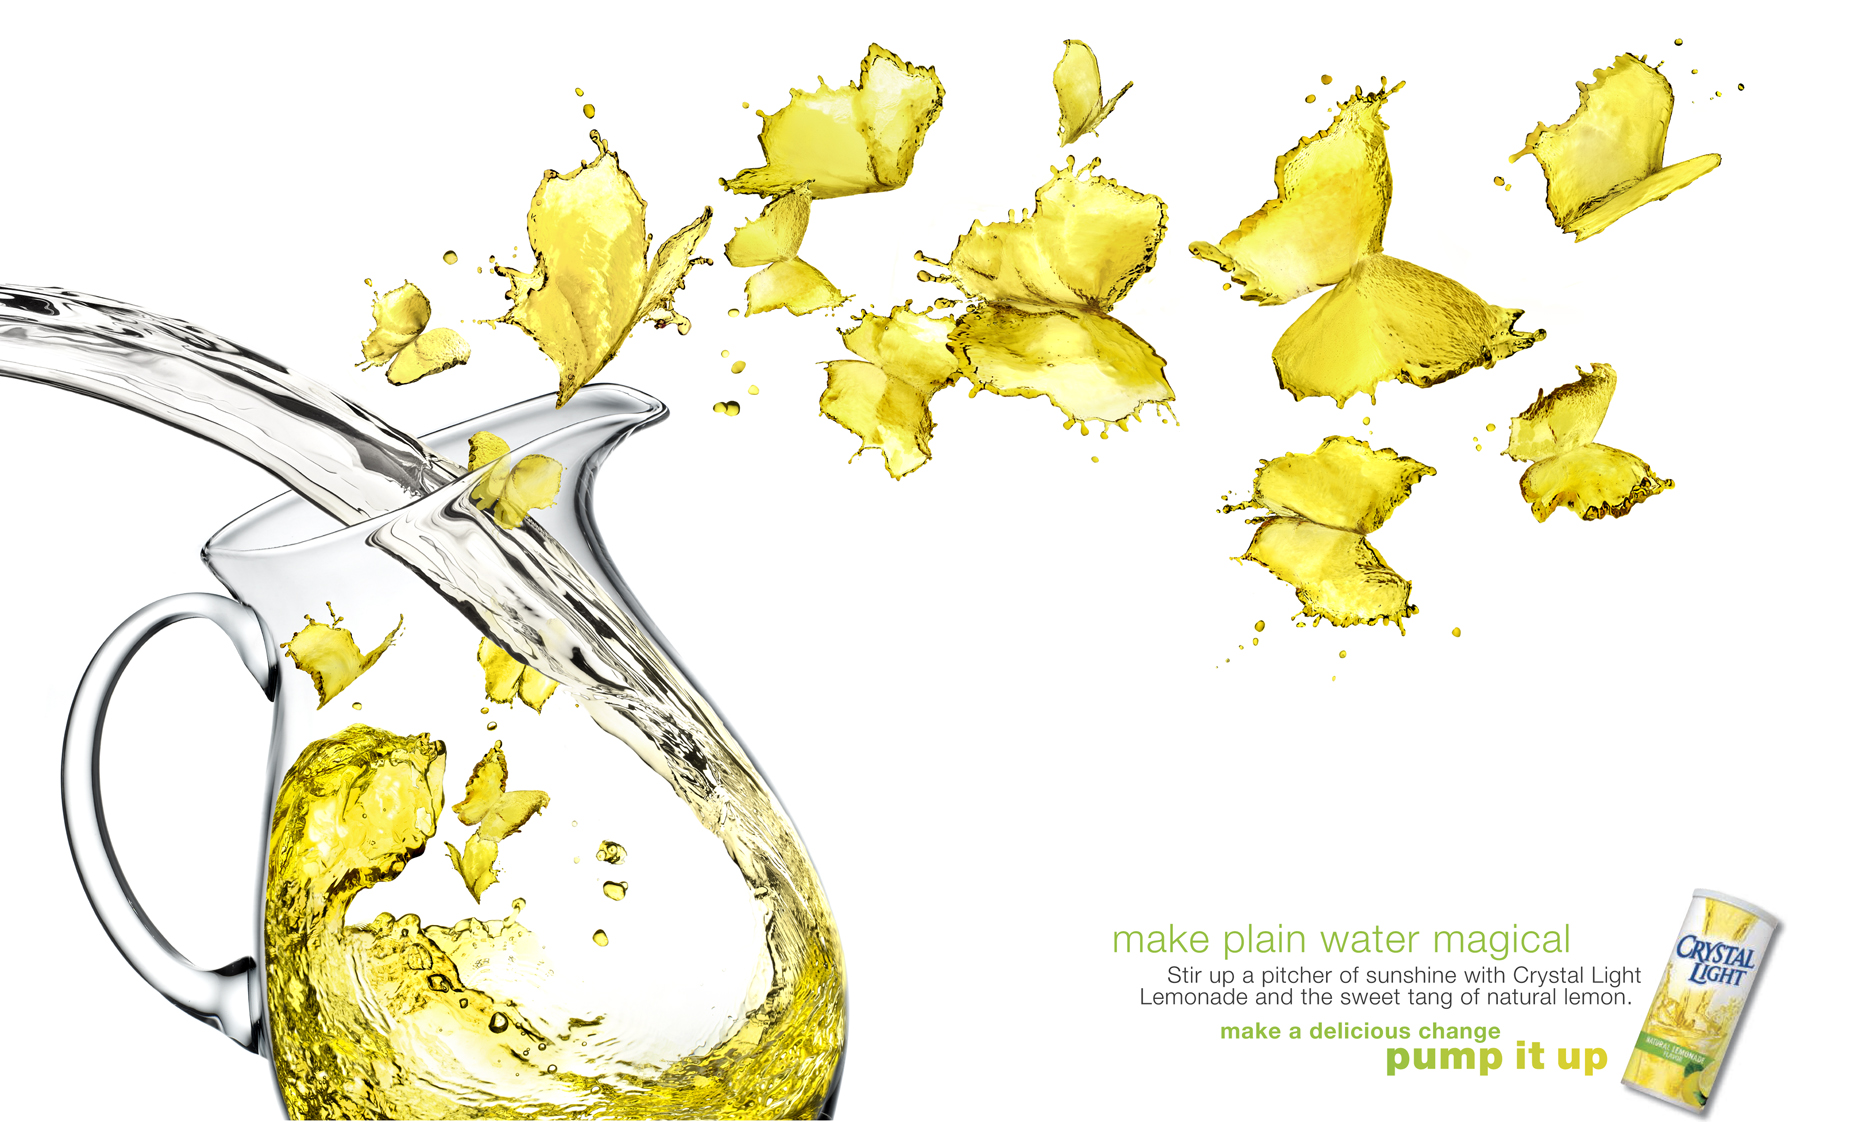 make plain water magical
Stir up a pitcher of sunshine with Crystal Light
Lemonade and the sweet tang of natural lemon.
make a delicious change
pump it up
CRYSTAL
LIGHT
NATURAL LEMONADE
FLAVOR